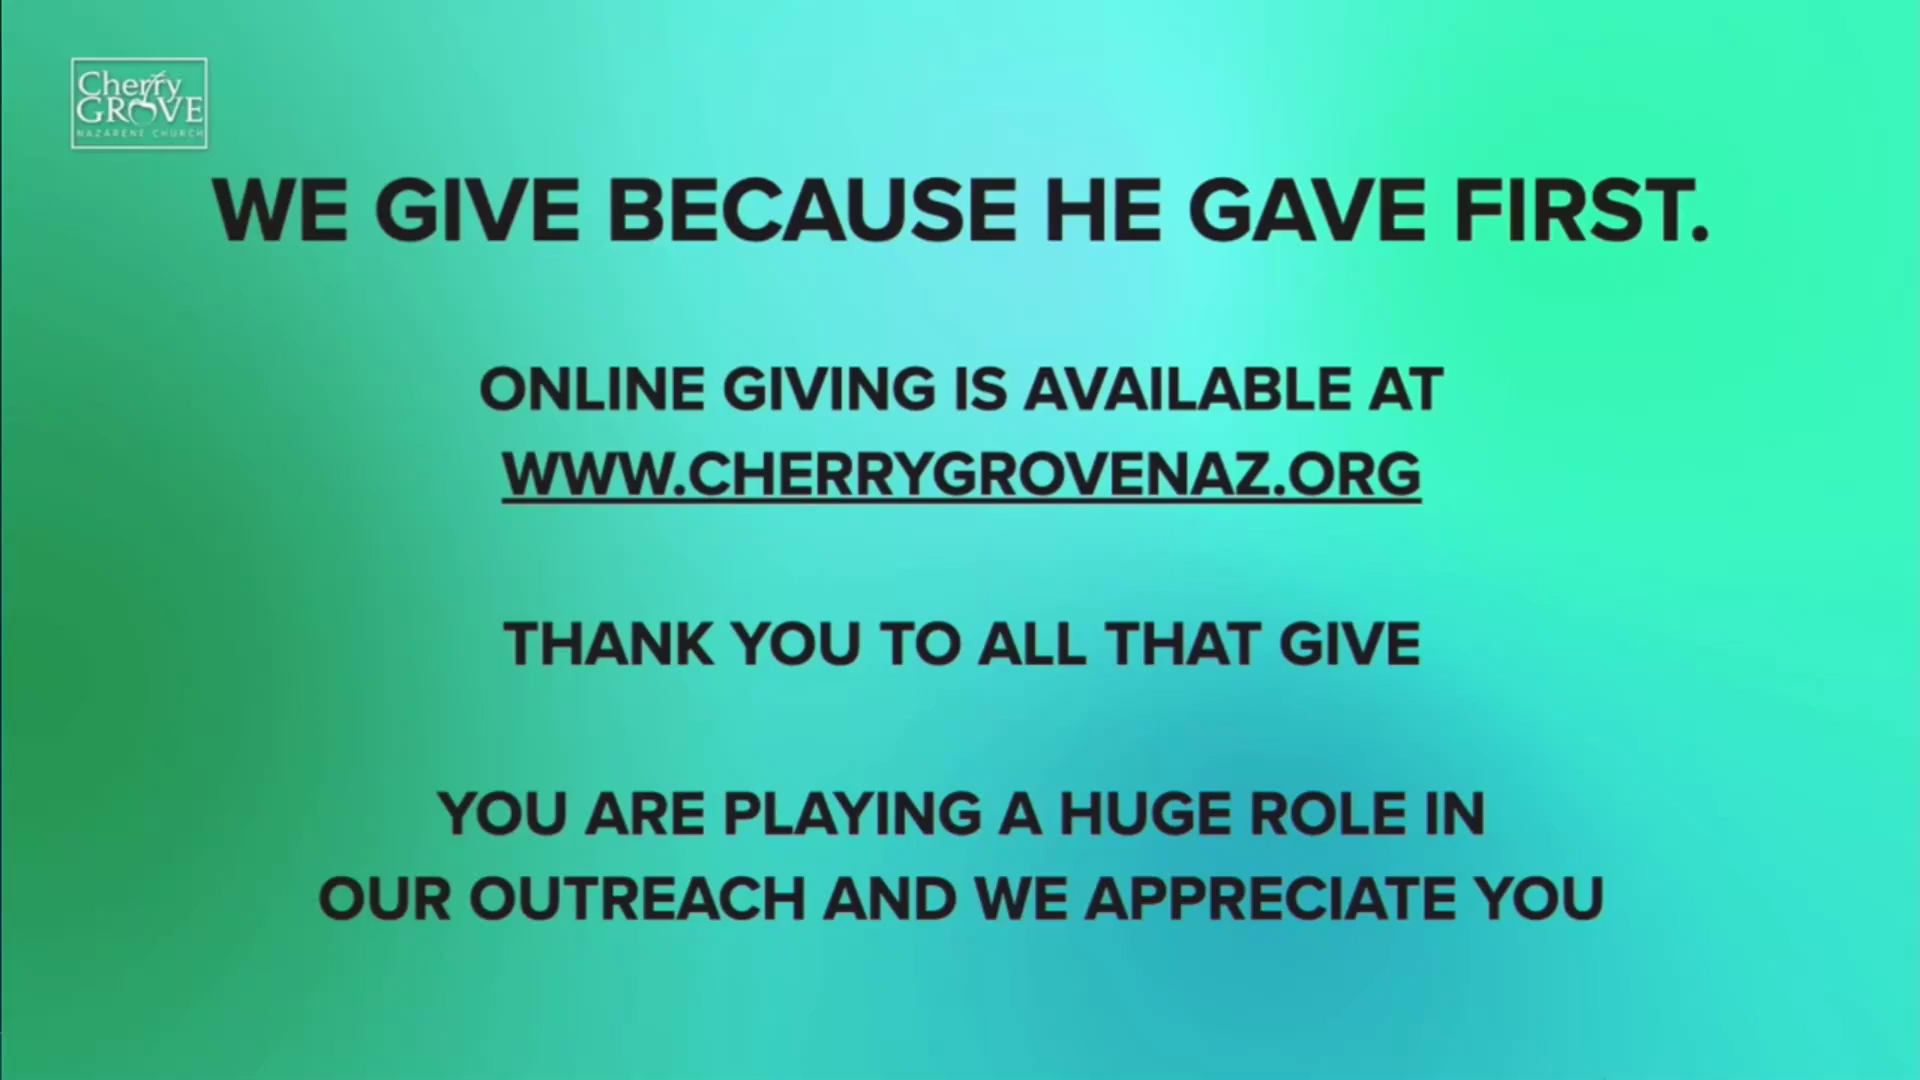 Cherry
GROVE
NAZARENE CHURCH
WE GIVE BECAUSE HE GAVE FIRST.
ONLINE GIVING IS AVAILABLE AT
WWW.CHERRYGROVENAZ.ORG
THANK YOU TO ALL THAT GIVE
YOU ARE PLAYING A HUGE ROLE IN
OUR OUTREACH AND WE APPRECIATE YOU